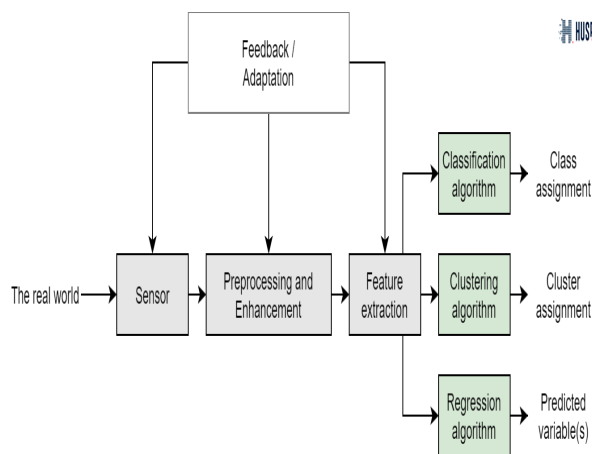 Feedback /
Adaptation
Classification
algorithm
Class
assignment
The real world
Sensor
Preprocessing and
Enhancement
Feature
extraction
Clustering
algorithm
Cluster
assignment
Regression
algorithm
Predicted
variable(s)